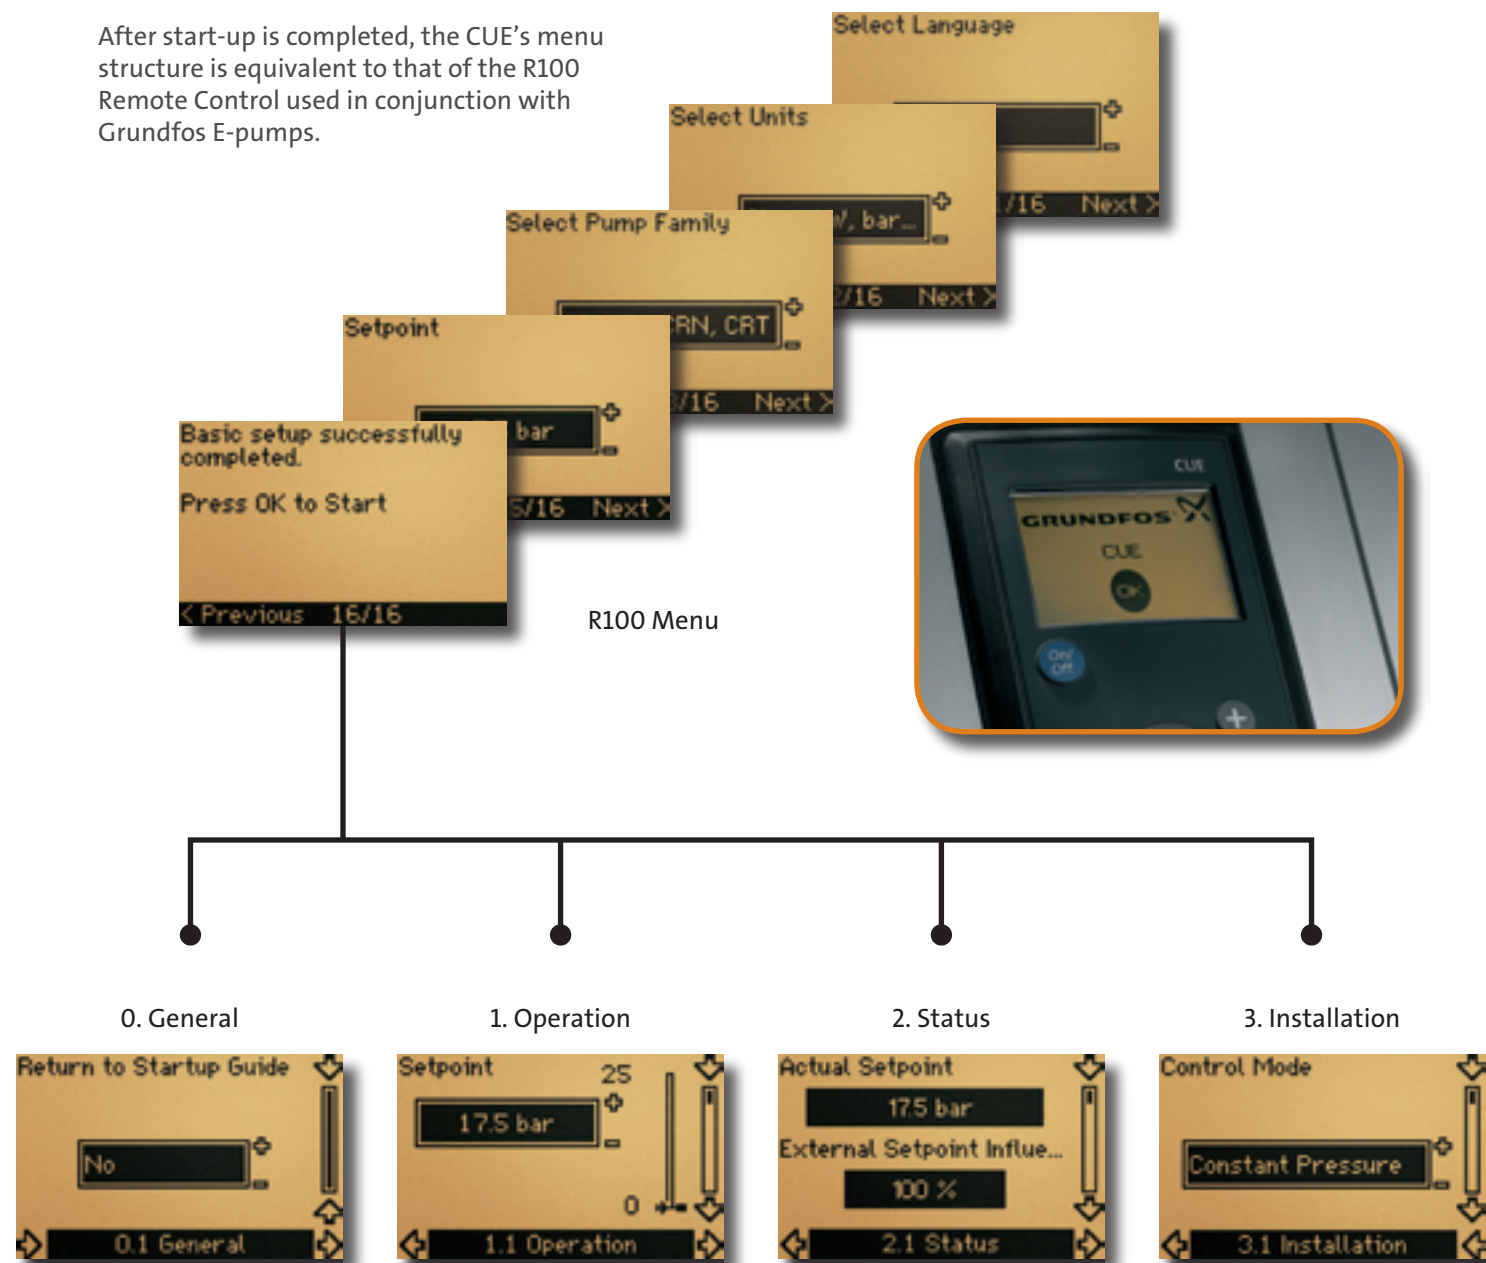 After start-up is completed, the CUE's menu
structure is equivalent to that of the R100
Remote Control used in conjunction with
Grundfos E-pumps.
Select Language
/16 Next >
Select Units
, bar...
/16 Next >
Select Pump Family
CRN, CRT
/16 Next >
Setpoint
bar
5/16 Next >
Basic setup successfully
completed.
Press OK to Start
< Previous 16/16
R100 Menu
CUE
GRUNDFOS
CUE
OK
On/
Off
0. General
1. Operation
2. Status
3. Installation
Return to Startup Guide
No
0.1 General
Setpoint
25
17.5 bar
0
1.1 Operation
Actual Setpoint
17.5 bar
External Setpoint Influe...
100 %
2.1 Status
Control Mode
Constant Pressure
3.1 Installation